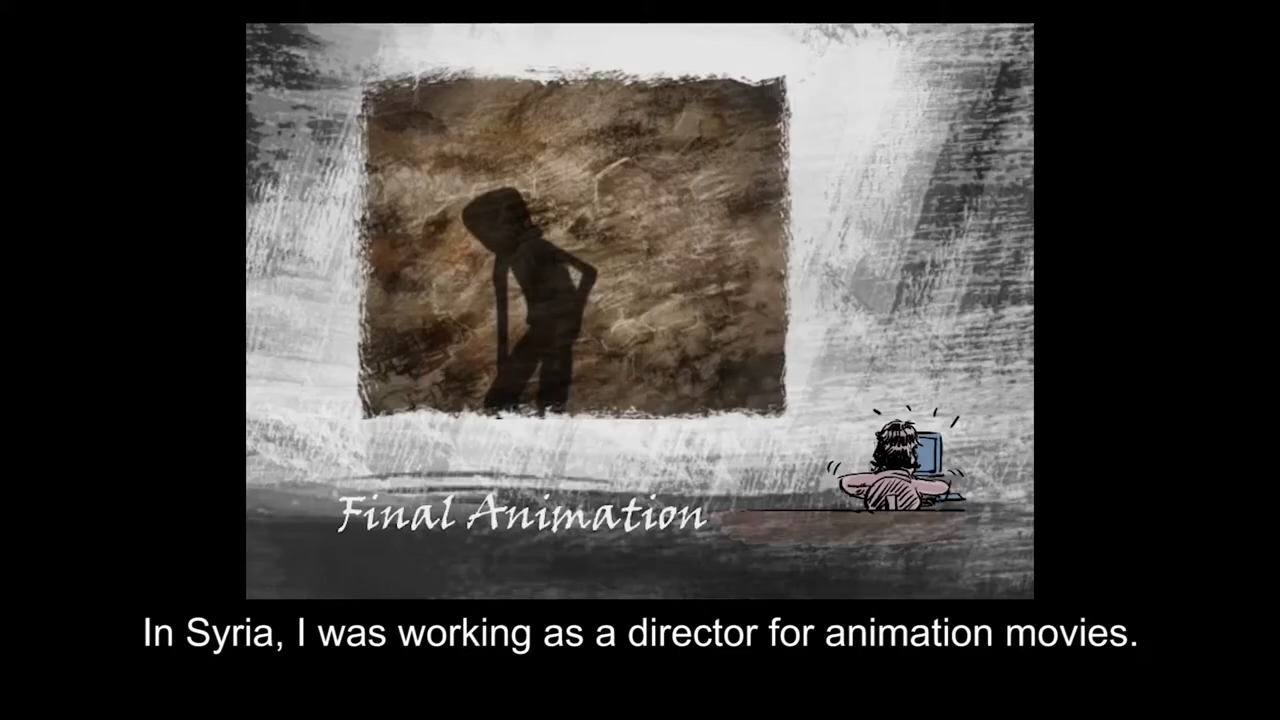 Final Animation
In Syria, I was working as a director for animation movies.